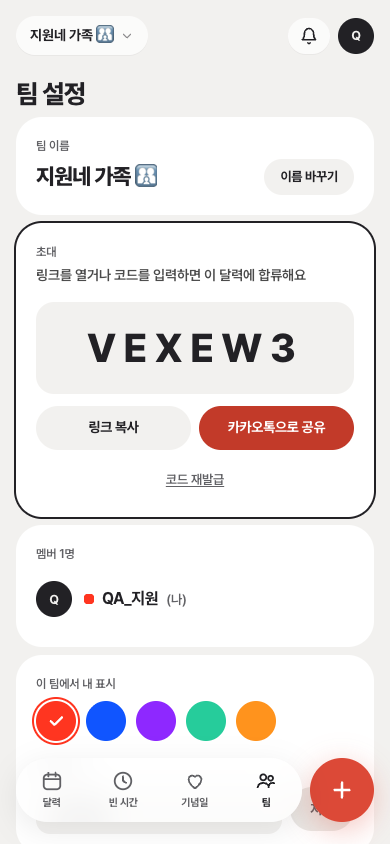 지원네 가족
Q
팀 설정
팀 이름
지원네 가족
이름 바꾸기
초대
링크를 열거나 코드를 입력하면 이 달력에 합류해요
VEXEW3
링크 복사
카카오톡으로 공유
코드 재발급
멤버 1명
Q
QA_지원 (나)
이 팀에서 내 표시
달력
빈 시간
기념일
팀